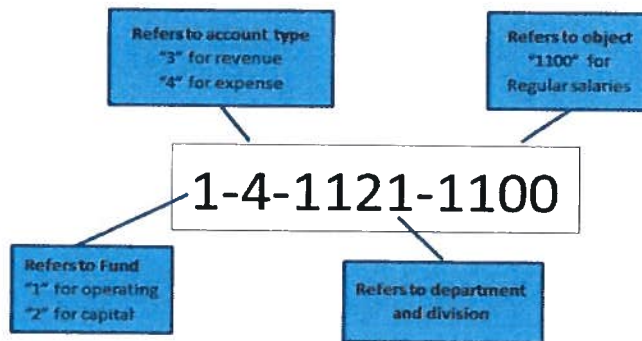 Refers to account type
"3" for revenue
"4" for expense
Refers to object
"1100" for
Regular salaries
1-4-1121-1100
Refers to Fund
"1" for operating
"2" for capital
Refers to department
and division